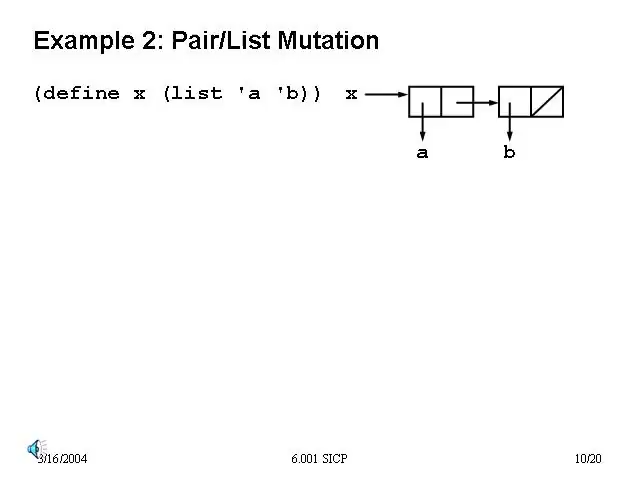 Example 2: Pair/List Mutation
(define x (list 'a 'b)) x
a b
3/16/2004 6.001 SICP 10/20